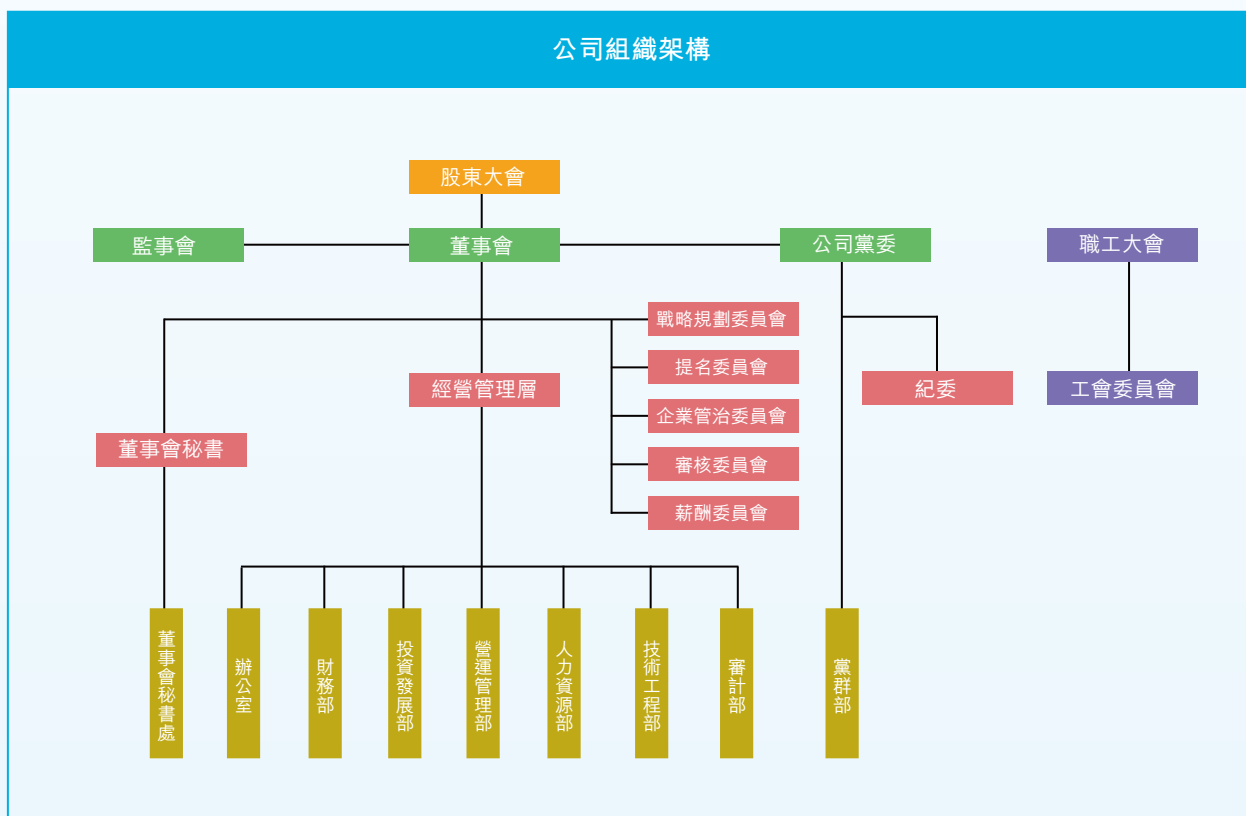 公司組織架構
股東大會
監事會
董事會
公司黨委
職工大會
戰略規劃委員會
提名委員會
經營管理層
紀委
工會委員會
企業管治委員會
董事會秘書
審核委員會
薪酬委員會
董事會秘書處
辦公室
財務部
投資發展部
營運管理部
人力資源部
技術工程部
審計部
黨群部